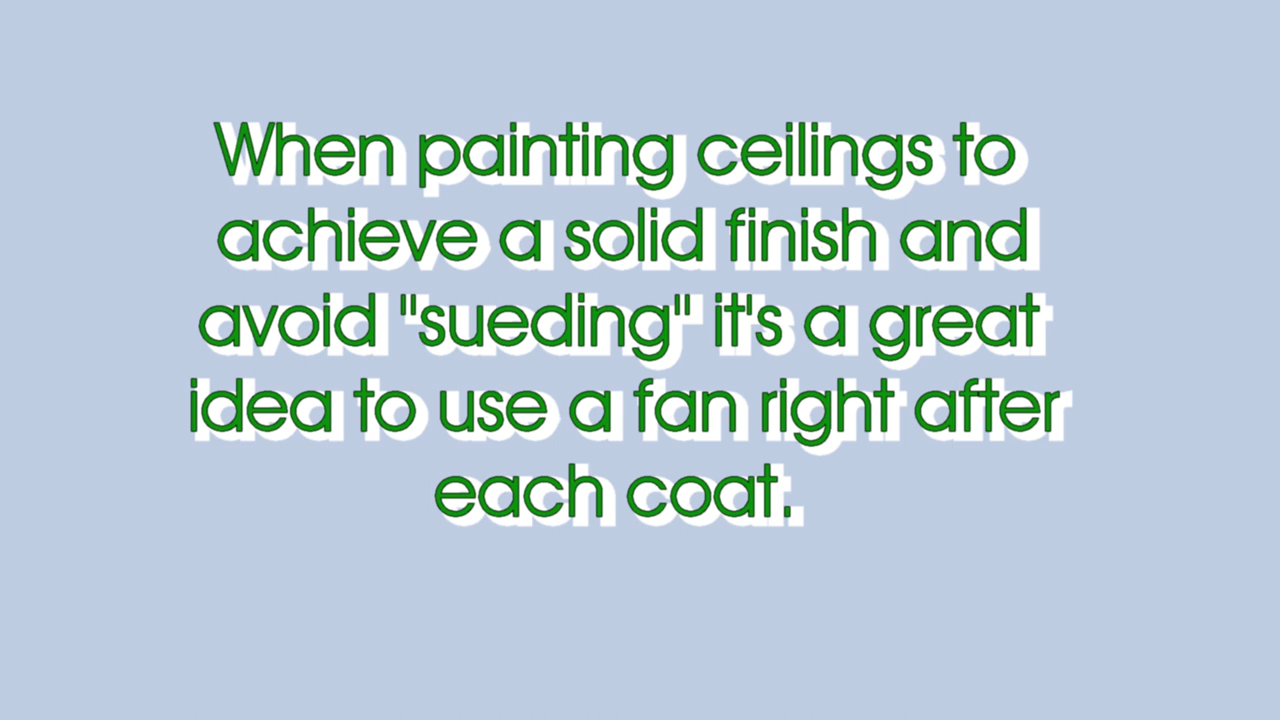 When painting ceilings to
achieve a solid finish and
avoid "sueding" it's a great
idea to use a fan right after
each coat.